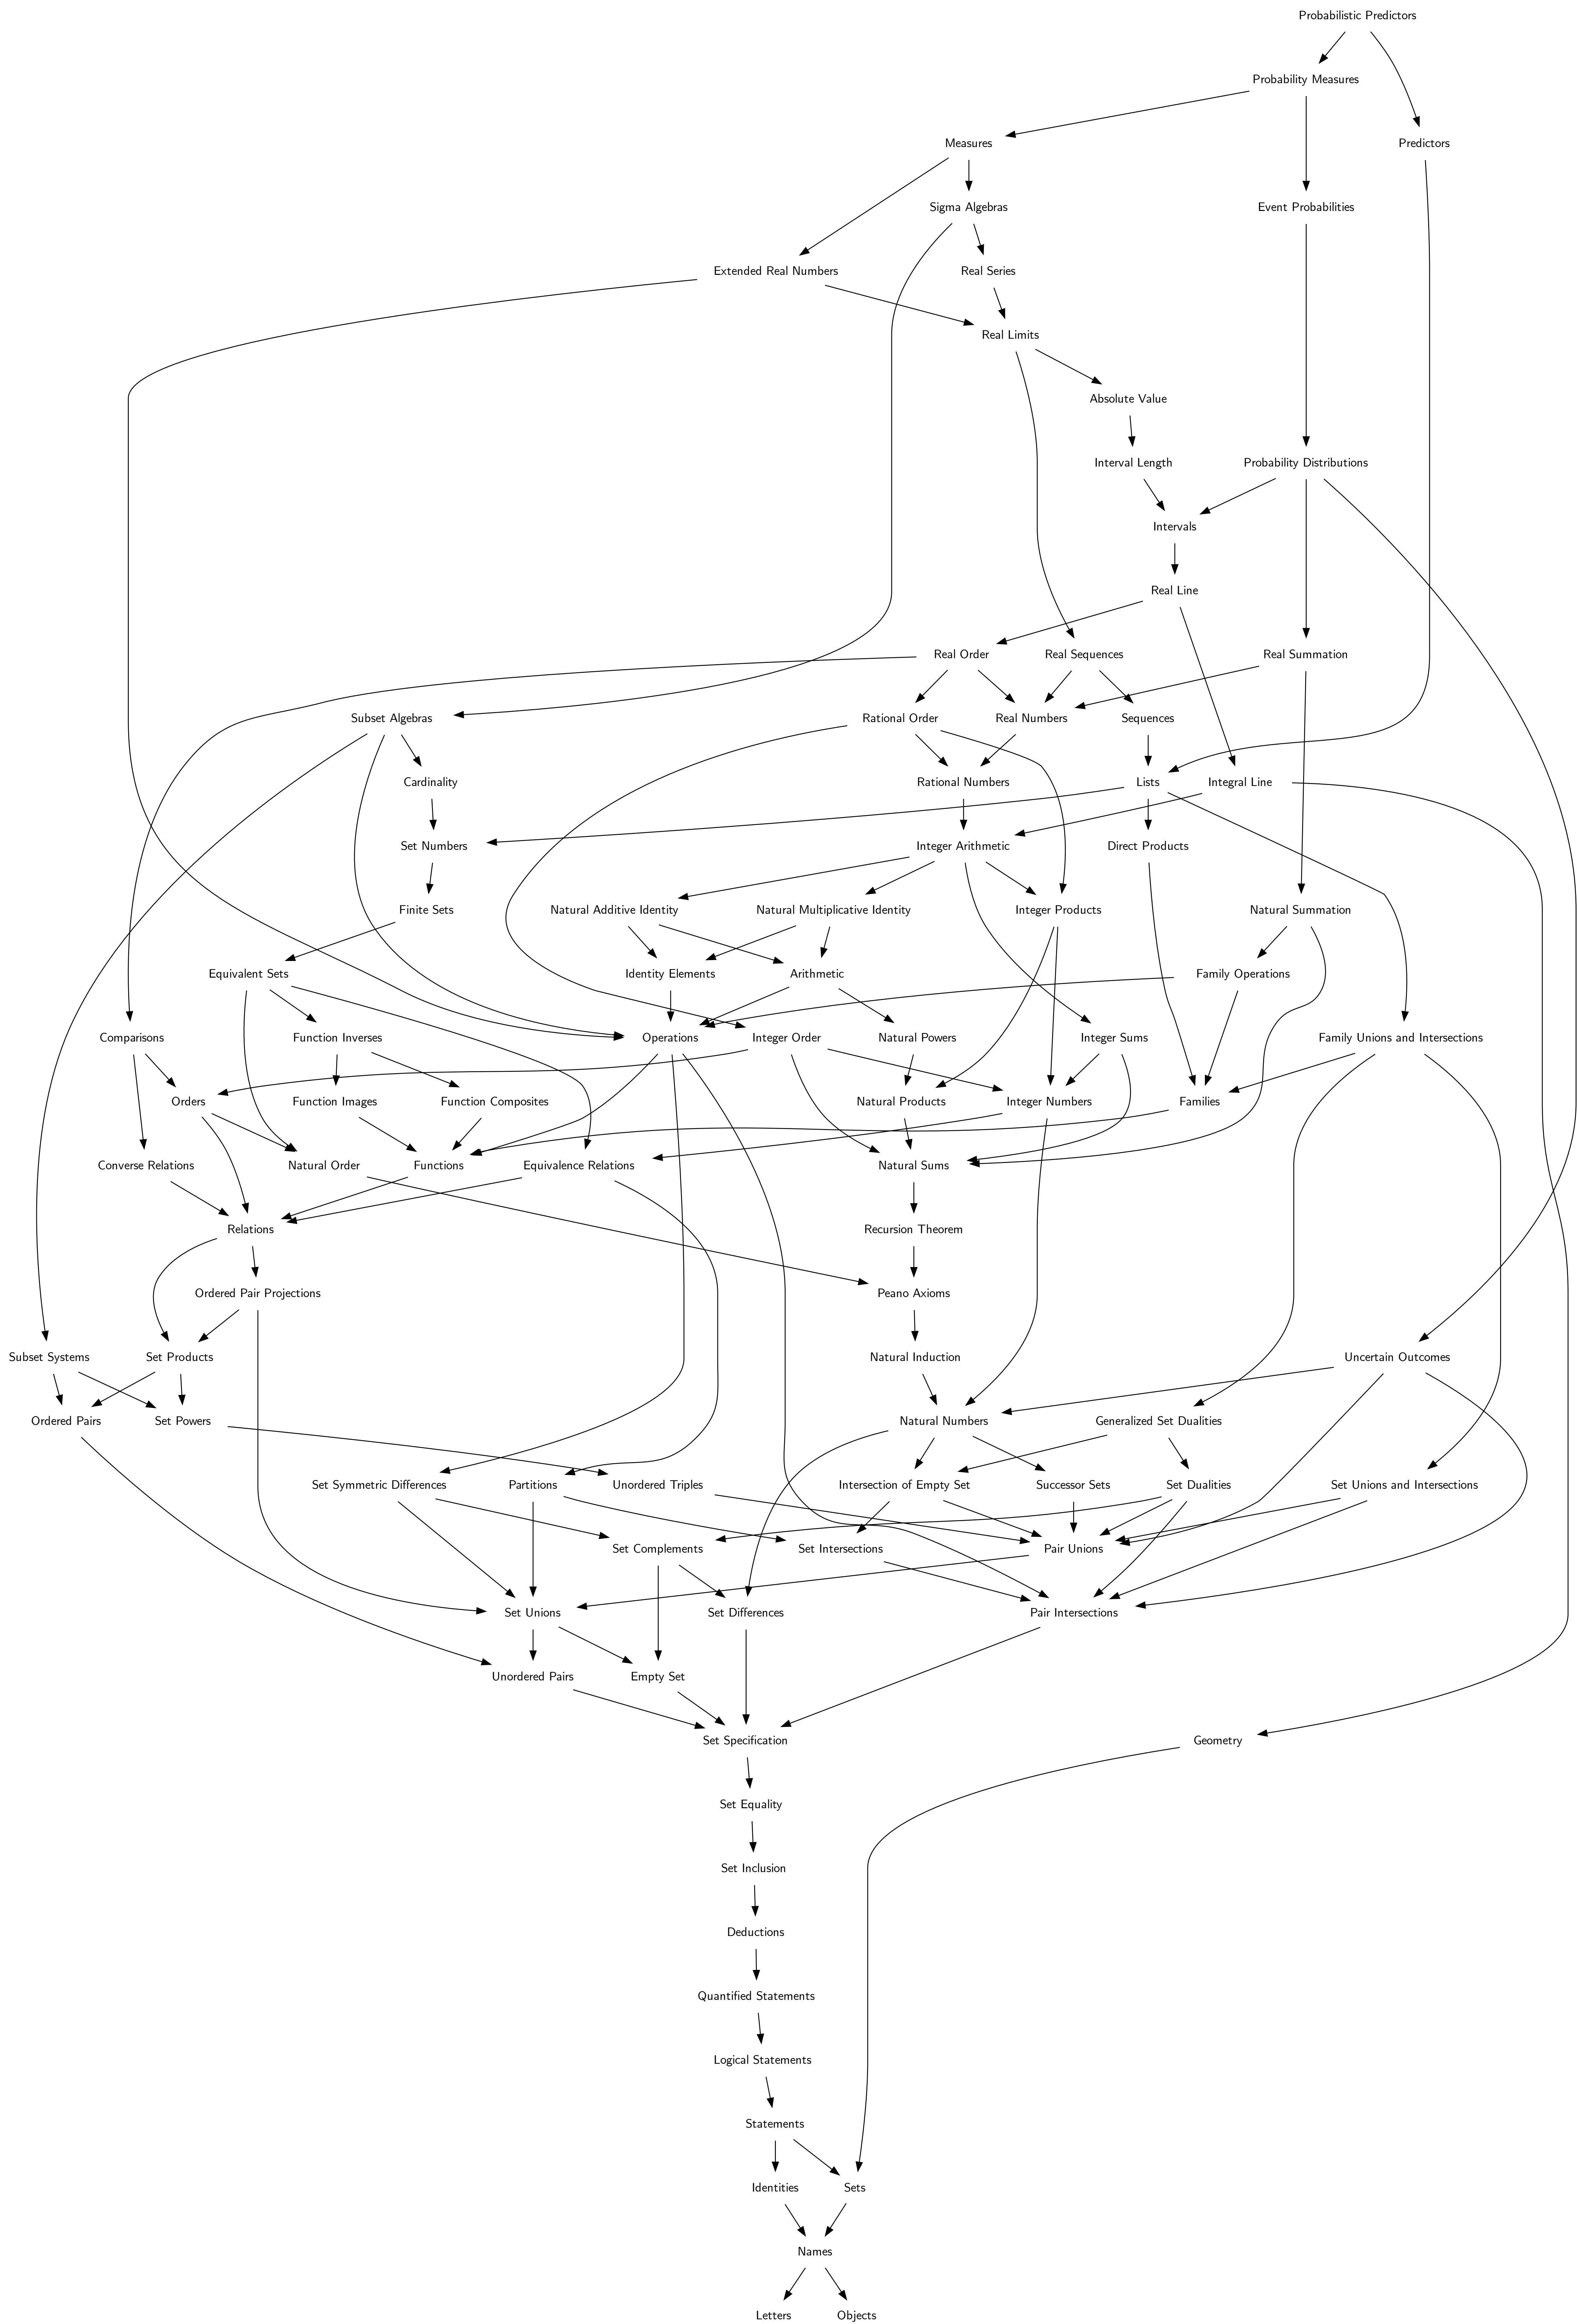 Probabilistic Predictors
Probability Measures
Measures
Predictors
Sigma Algebras
Event Probabilities
Extended Real Numbers
Real Series
Real Limits
Absolute Value
Interval Length
Probability Distributions
Intervals
Real Line
Real Order
Real Sequences
Real Summation
Subset Algebras
Rational Order
Real Numbers
Sequences
Cardinality
Rational Numbers
Lists
Integral Line
Set Numbers
Integer Arithmetic
Direct Products
Finite Sets
Natural Additive Identity
Natural Multiplicative Identity
Integer Products
Natural Summation
Equivalent Sets
Identity Elements
Arithmetic
Family Operations
Comparisons
Function Inverses
Operations
Integer Order
Natural Powers
Integer Sums
Family Unions and Intersections
Orders
Function Images
Function Composites
Natural Products
Integer Numbers
Families
Converse Relations
Natural Order
Functions
Equivalence Relations
Natural Sums
Relations
Recursion Theorem
Ordered Pair Projections
Peano Axioms
Subset Systems
Set Products
Natural Induction
Uncertain Outcomes
Ordered Pairs
Set Powers
Natural Numbers
Generalized Set Dualities
Set Symmetric Differences
Partitions
Unordered Triples
Intersection of Empty Set
Successor Sets
Set Dualities
Set Unions and Intersections
Set Complements
Set Intersections
Pair Unions
Set Unions
Set Differences
Pair Intersections
Unordered Pairs
Empty Set
Set Specification
Geometry
Set Equality
Set Inclusion
Deductions
Quantified Statements
Logical Statements
Statements
Identities
Sets
Names
Letters
Objects